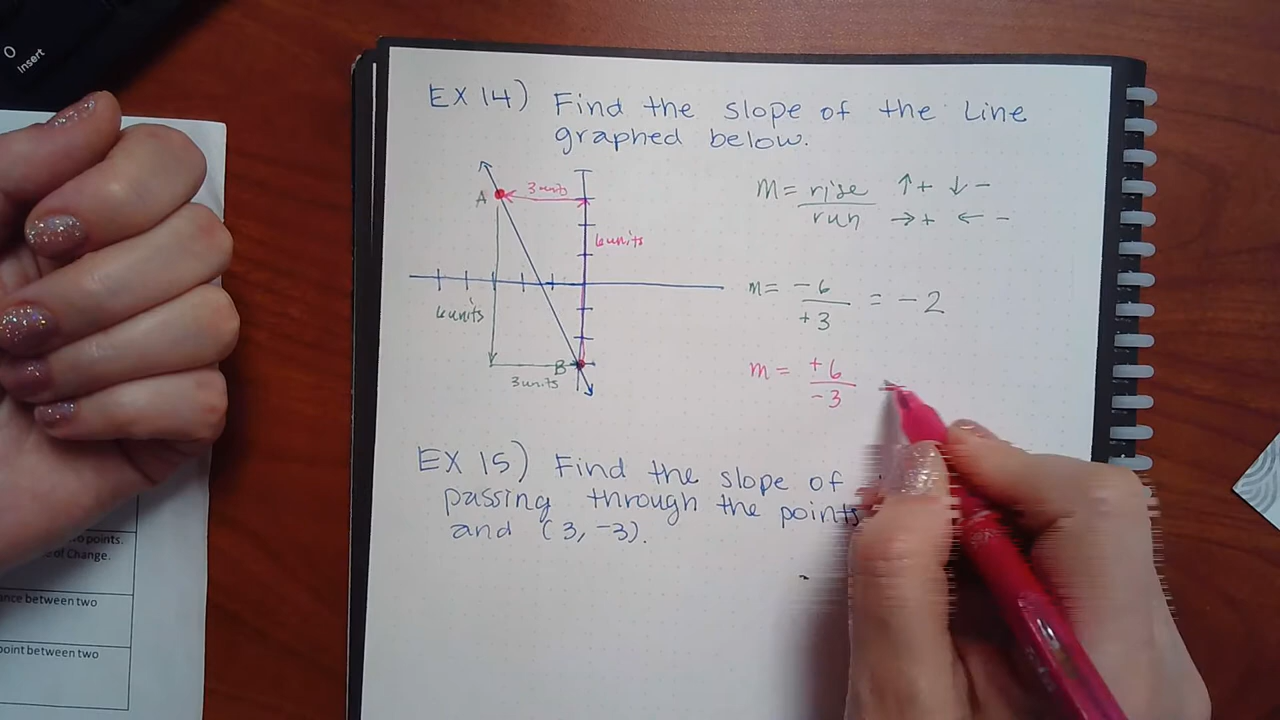 O
Insert
EX 14) Find the slope of the Line
graphed below.
A
3 units
6 units
6 units
B
3 units
m = rise / run ↑+ ↓- →+ ←-
m = -6 / +3 = -2
m = +6 / -3
EX 15) Find the slope of
passing through the points
and (3, -3).
points.
of Change.
ance between two
point between two